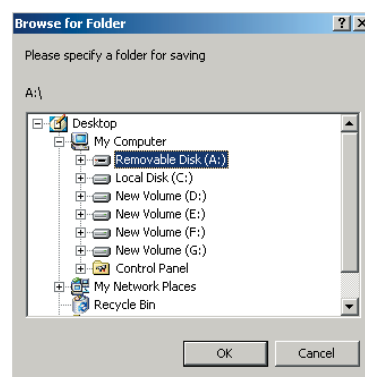 Browse for Folder
Please specify a folder for saving
A:\
Desktop
My Computer
Removable Disk (A:)
Local Disk (C:)
New Volume (D:)
New Volume (E:)
New Volume (F:)
New Volume (G:)
Control Panel
My Network Places
Recycle Bin
OK Cancel